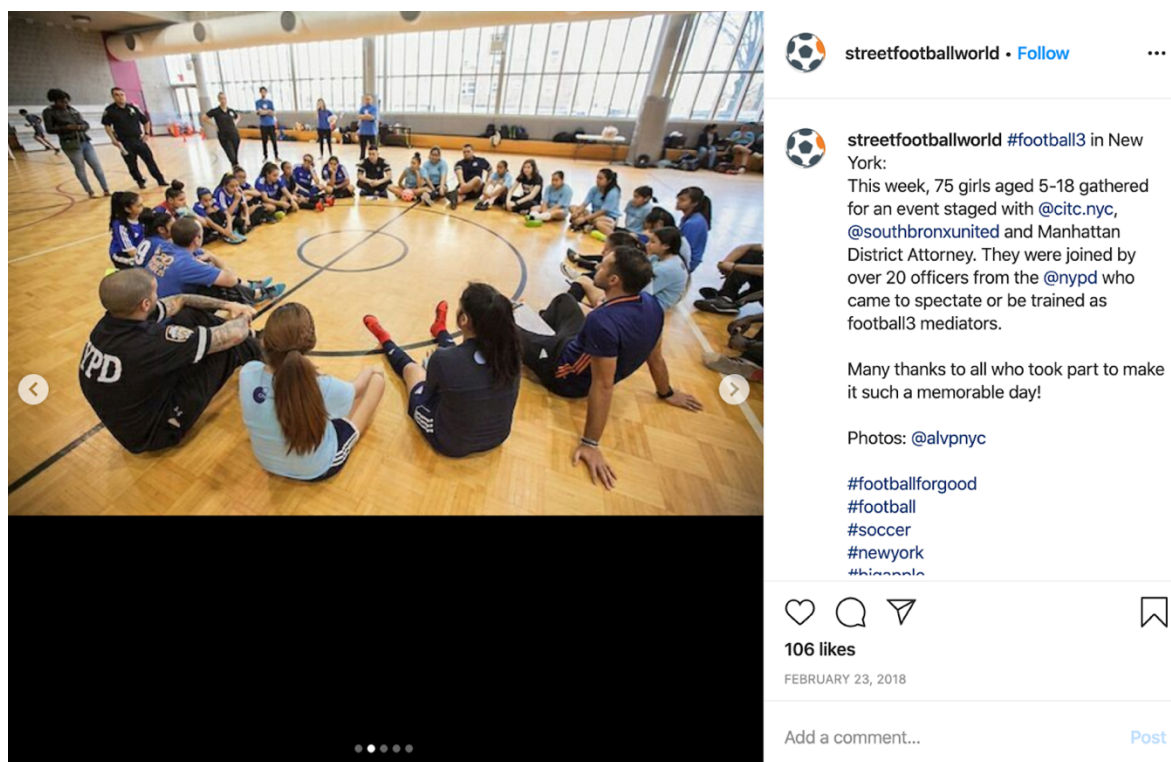 streetfootballworld • Follow
streetfootballworld #football3 in New
York:
This week, 75 girls aged 5-18 gathered
for an event staged with @citc.nyc,
@southbronxunited and Manhattan
District Attorney. They were joined by
over 20 officers from the @nypd who
came to spectate or be trained as
football3 mediators.
Many thanks to all who took part to make
it such a memorable day!
Photos: @alvpnyc
#footballforgood
#football
#soccer
#newyork
#bigapple
106 likes
FEBRUARY 23, 2018
Add a comment... Post
YPD